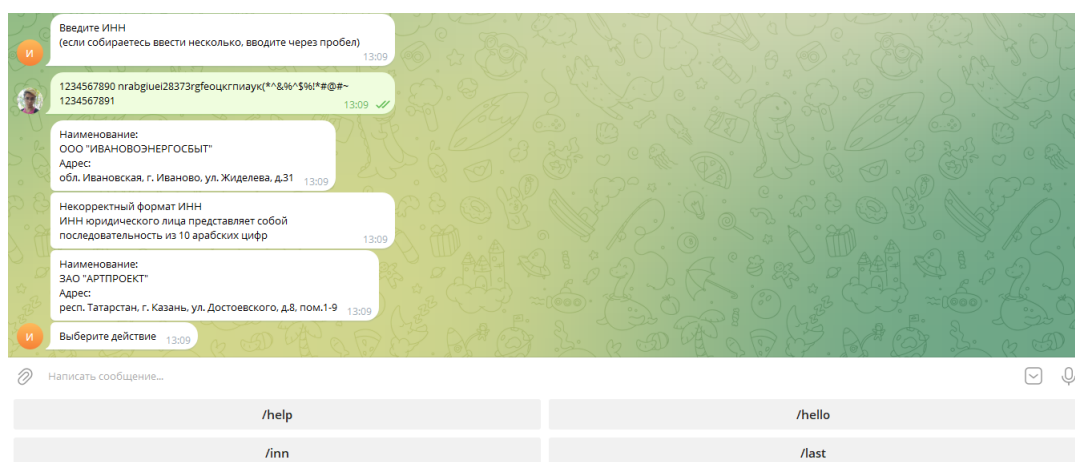 Введите ИНН
(если собираетесь ввести несколько, вводите через пробел)
13:09
И
1234567890 nrabgiuei28373rgfeоцкгпиаук(*^&%^$%!*#@#~
1234567891
13:09
Наименование:
ООО "ИВАНОВОЭНЕРГОСБЫТ"
Адрес:
обл. Ивановская, г. Иваново, ул. Жиделева, д.31
13:09
Некорректный формат ИНН
ИНН юридического лица представляет собой
последовательность из 10 арабских цифр
13:09
Наименование:
ЗАО "АРТПРОЕКТ"
Адрес:
респ. Татарстан, г. Казань, ул. Достоевского, д.8, пом.1-9
13:09
И
Выберите действие
13:09
Написать сообщение...
/help
/hello
/inn
/last